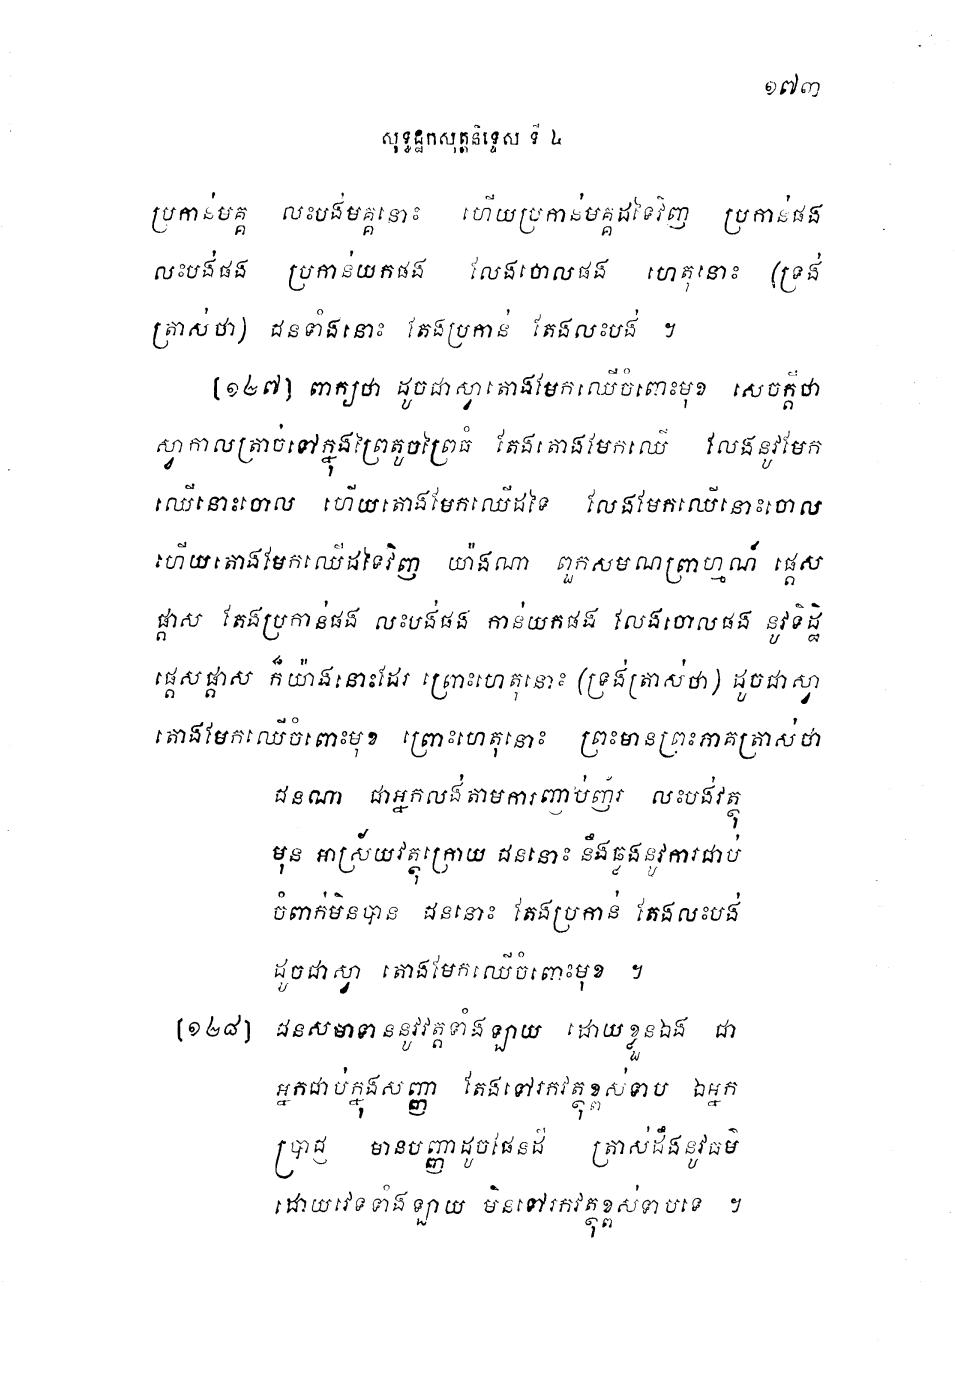 ១៧៣
សុទ្ធដ្ឋកសុត្តនិទ្ទេស ទី ៤
ប្រកាន់មគ្គ លះបង់មគ្គនោះ ហើយប្រកាន់មគ្គដទៃវិញ ប្រកាន់ផង
លះបង់ផង ប្រកាន់យកផង លែងចោលផង ហេតុនោះ (ទ្រង់
ត្រាស់ថា) ជនទាំងនោះ តែងប្រកាន់ តែងលះបង់ ។
[១៤៧] ពាក្យថា ដូចជាស្វាតោងមែកឈើចំពោះមុខ សេចក្តីថា
ស្វាកាលត្រាច់ទៅក្នុងព្រៃតូចព្រៃធំ តែងតោងមែកឈើ លែងនូវមែក
ឈើនោះចោល ហើយតោងមែកឈើដទៃ លែងមែកឈើនោះចោល
ហើយតោងមែកឈើដទៃវិញ យ៉ាងណា ពួកសមណព្រាហ្មណ៍ ផ្តេស
ផ្តាស តែងប្រកាន់ផង លះបង់ផង កាន់យកផង លែងចោលផង នូវទិដ្ឋិ
ផ្តេសផ្តាស ក៏យ៉ាងនោះដែរ ព្រោះហេតុនោះ (ទ្រង់ត្រាស់ថា) ដូចជាស្វា
តោងមែកឈើចំពោះមុខ ព្រោះហេតុនោះ ព្រះមានព្រះភាគត្រាស់ថា
ជនណា ជាអ្នកលង់តាមការញាប់ញ័រ លះបង់វត្ថុ
មុន អាស្រ័យវត្ថុក្រោយ ជននោះ នឹងឆ្លងនូវការជាប់
ចំពាក់មិនបាន ជននោះ តែងប្រកាន់ តែងលះបង់
ដូចជាស្វា តោងមែកឈើចំពោះមុខ ។
[១៤៨] ជនសមាទាននូវវត្តទាំងឡាយ ដោយខ្លួនឯង ជា
អ្នកជាប់ក្នុងសញ្ញា តែងទៅរកវត្ថុខ្ពស់ទាប ឯអ្នក
ប្រាជ្ញ មានបញ្ញាដូចផែនដី ត្រាស់ដឹងនូវធម៌
ដោយវេទទាំងឡាយ មិនទៅរកវត្ថុខ្ពស់ទាបទេ ។